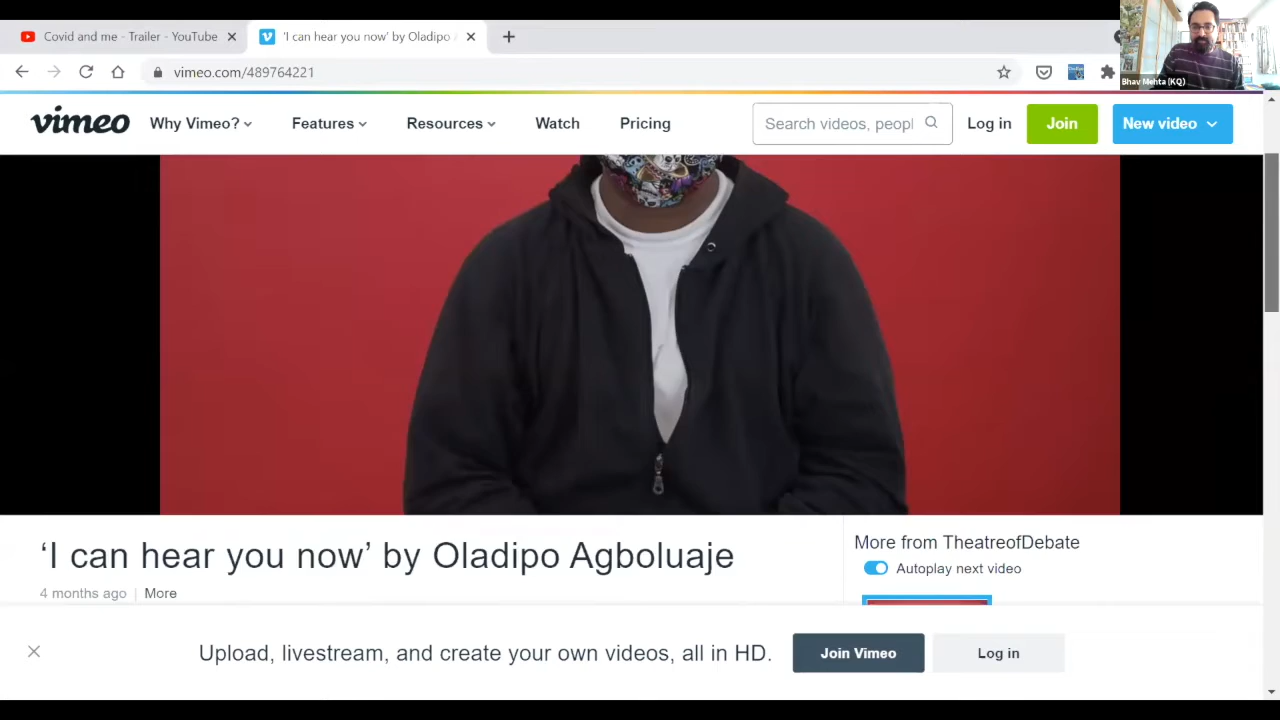 Covid and me - Trailer - YouTube
'I can hear you now' by Oladipo
vimeo.com/489764221
Bhav Mehta (KQ)
vimeo
Why Vimeo?
Features
Resources
Watch
Pricing
Search videos, peopl
Log in
Join
New video
‘I can hear you now’ by Oladipo Agboluaje
4 months ago | More
More from TheatreofDebate
Autoplay next video
Upload, livestream, and create your own videos, all in HD.
Join Vimeo
Log in